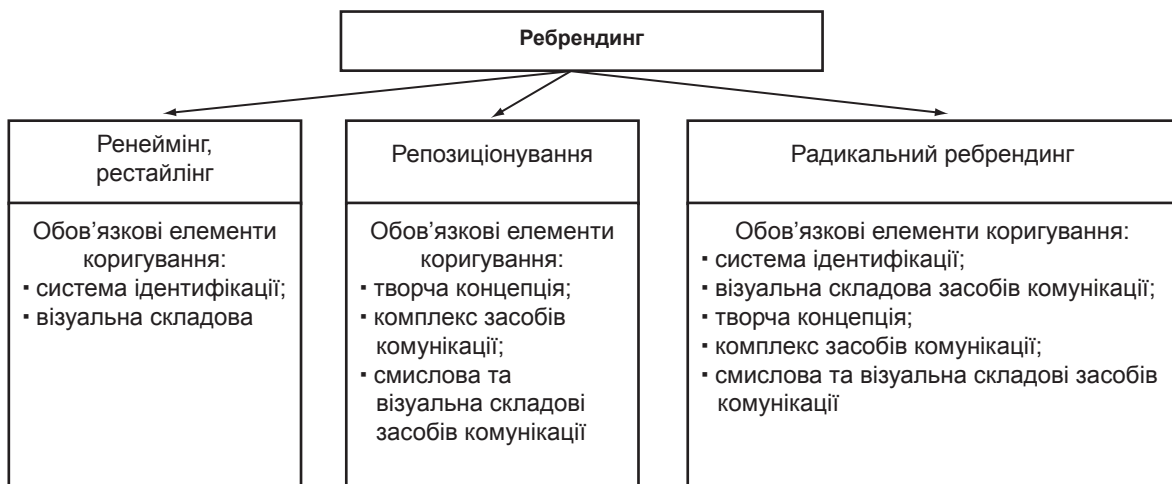 Ребрендинг
Ренеймінг,
рестайлінг
Обов’язкові елементи
коригування:
▪ система ідентифікації;
▪ візуальна складова
Репозиціонування
Обов’язкові елементи
коригування:
▪ творча концепція;
▪ комплекс засобів
комунікації;
▪ смислова та
візуальна складові
засобів комунікації
Радикальний ребрендинг
Обов’язкові елементи коригування:
▪ система ідентифікації;
▪ візуальна складова засобів комунікації;
▪ творча концепція;
▪ комплекс засобів комунікації;
▪ смислова та візуальна складові засобів
комунікації